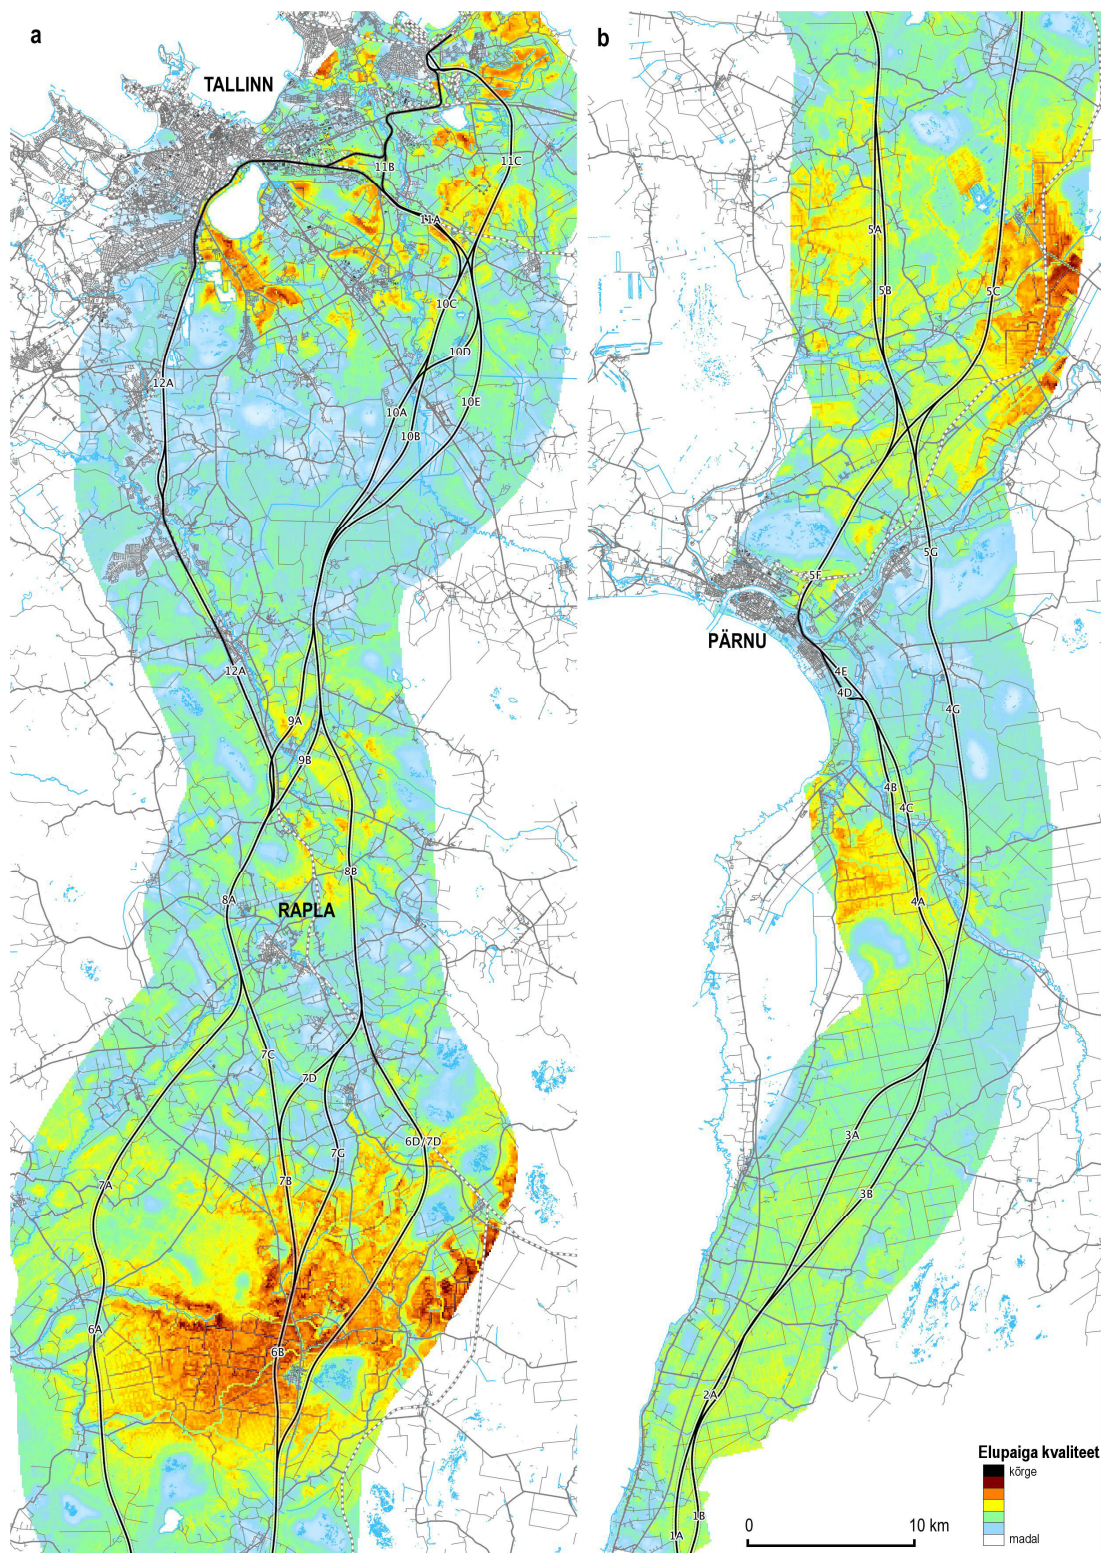 a
TALLINN
11B
11C
11A
10C
10D
12A
10A
10E
10B
12A
9A
9B
8B
8A
RAPLA
7C
7D
6D/7D
7G
7B
7A
6A
6B
b
5A
5B
5C
5G
5F
PÄRNU
4E
4D
4G
4B
4C
4A
3A
3B
2A
1B
1A
Elupaiga kvaliteet
kõrge
madal
0
10 km